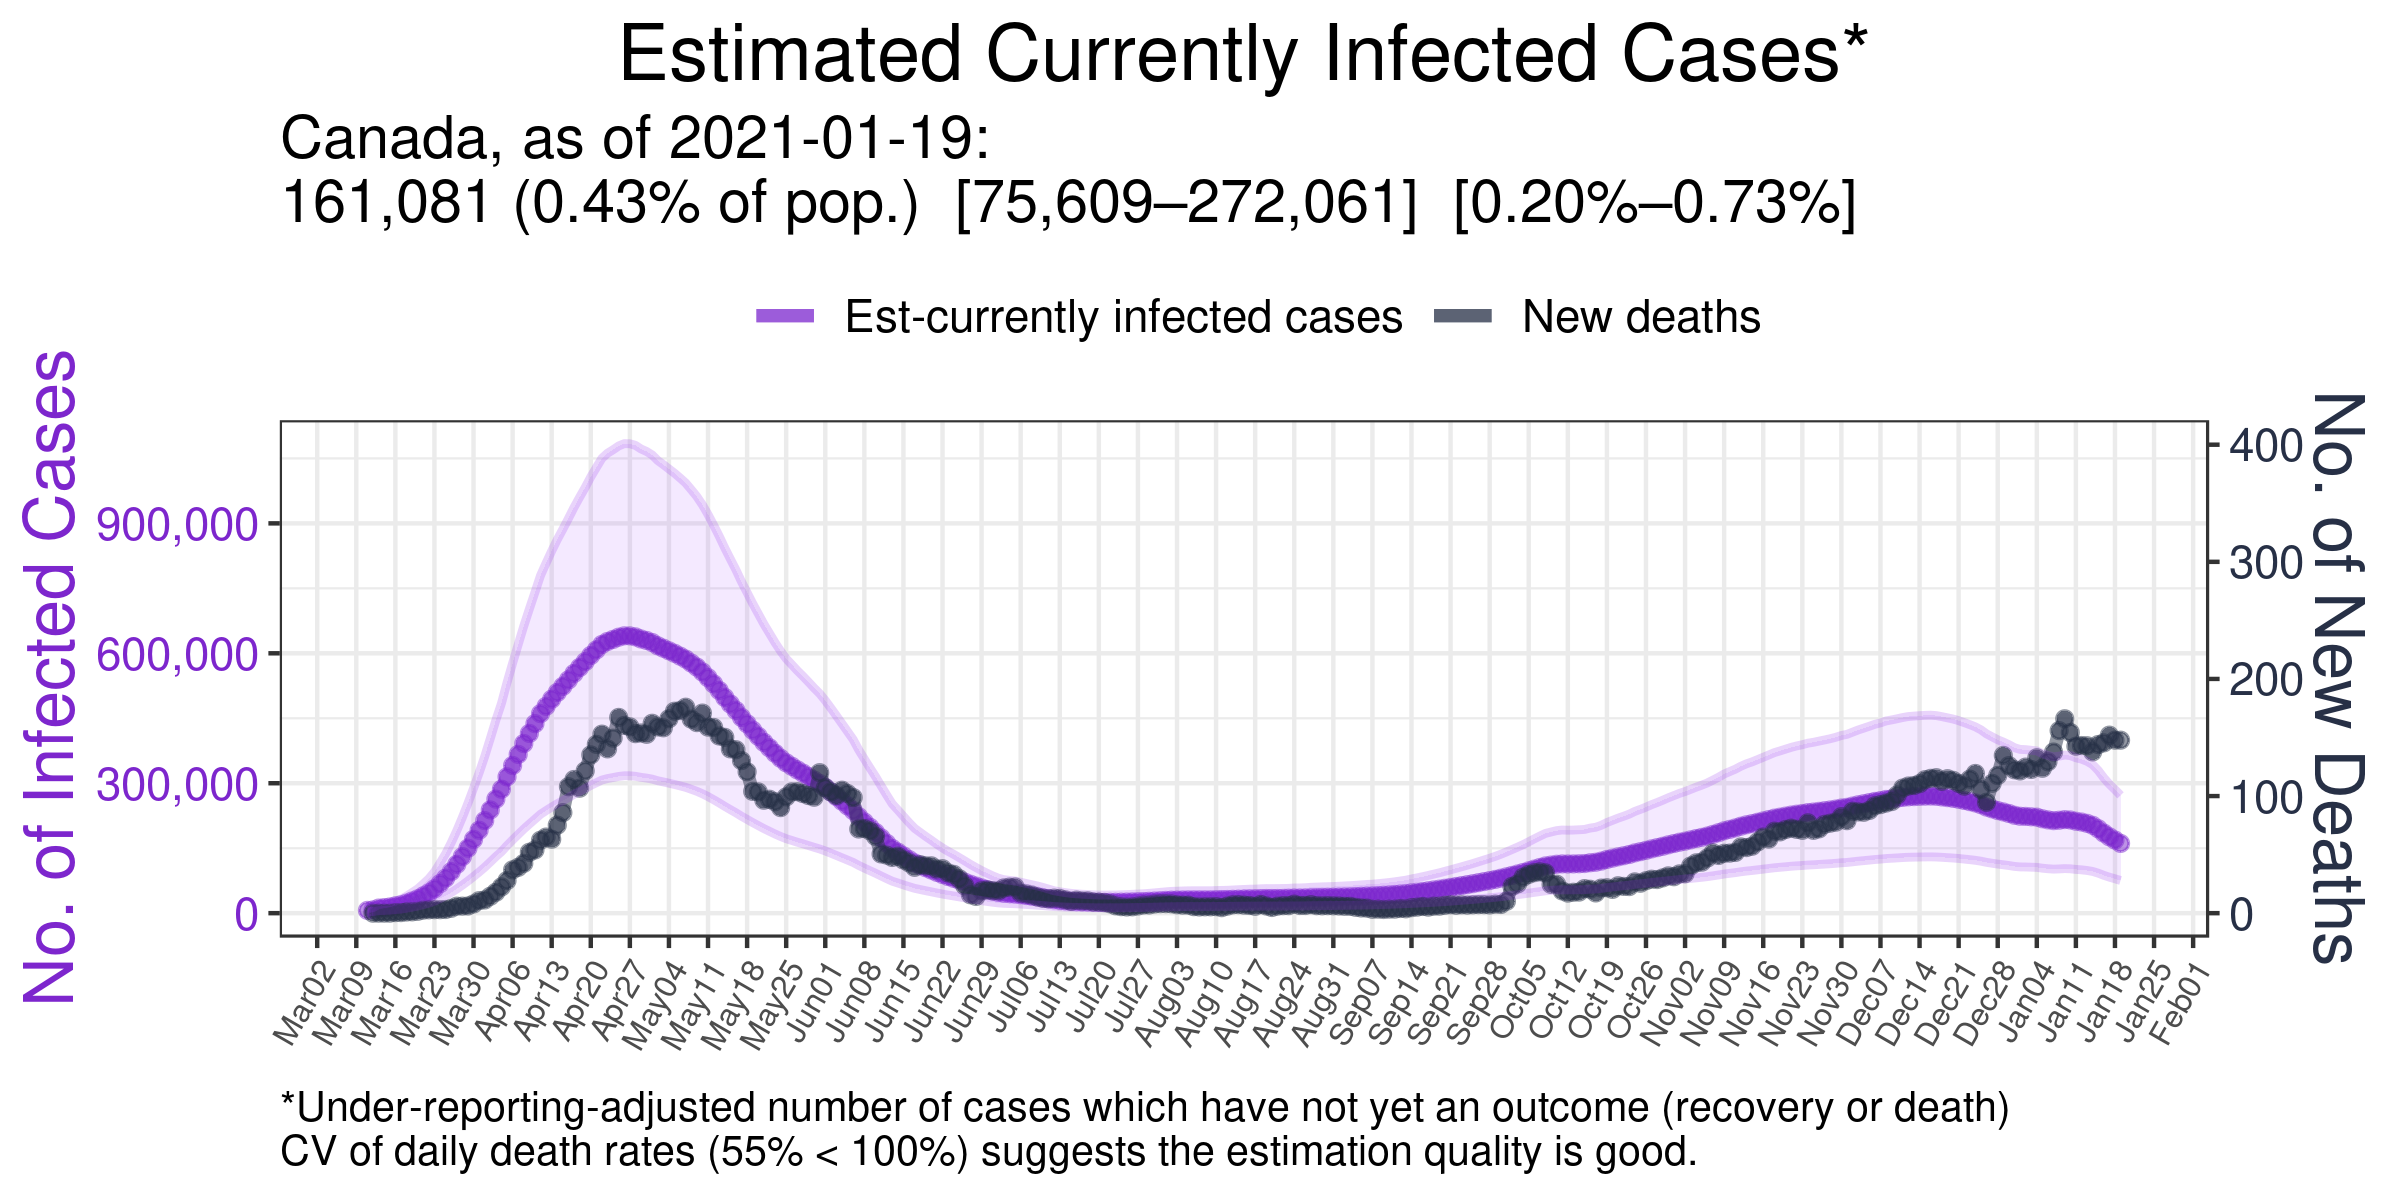 Estimated Currently Infected Cases*
Canada, as of 2021-01-19:
161,081 (0.43% of pop.)  [75,609–272,061]  [0.20%–0.73%]
Est-currently infected cases
New deaths
No. of Infected Cases
900,000
600,000
300,000
0
400
300
200
100
0
No. of New Deaths
Mar02
Mar09
Mar16
Mar23
Mar30
Apr06
Apr13
Apr20
Apr27
May04
May11
May18
May25
Jun01
Jun08
Jun15
Jun22
Jun29
Jul06
Jul13
Jul20
Jul27
Aug03
Aug10
Aug17
Aug24
Aug31
Sep07
Sep14
Sep21
Sep28
Oct05
Oct12
Oct19
Oct26
Nov02
Nov09
Nov16
Nov23
Nov30
Dec07
Dec14
Dec21
Dec28
Jan04
Jan11
Jan18
Jan25
Feb01
*Under-reporting-adjusted number of cases which have not yet an outcome (recovery or death)
CV of daily death rates (55% < 100%) suggests the estimation quality is good.